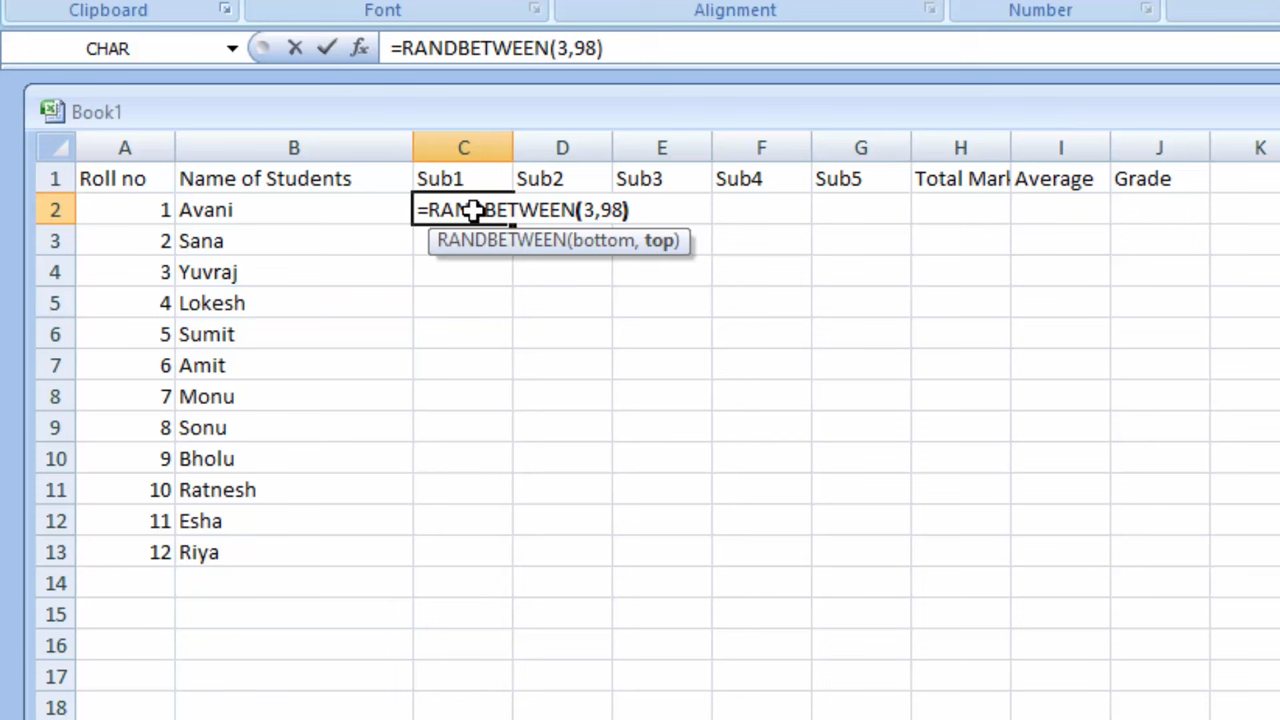 Clipboard Font Alignment Number
CHAR =RANDBETWEEN(3,98)
Book1
A B C D E F G H I J K
1 Roll no Name of Students Sub1 Sub2 Sub3 Sub4 Sub5 Total Mark Average Grade
2 1 Avani =RANDBETWEEN(3,98)
3 2 Sana RANDBETWEEN(bottom, top)
4 3 Yuvraj
5 4 Lokesh
6 5 Sumit
7 6 Amit
8 7 Monu
9 8 Sonu
10 9 Bholu
11 10 Ratnesh
12 11 Esha
13 12 Riya
14
15
16
17
18